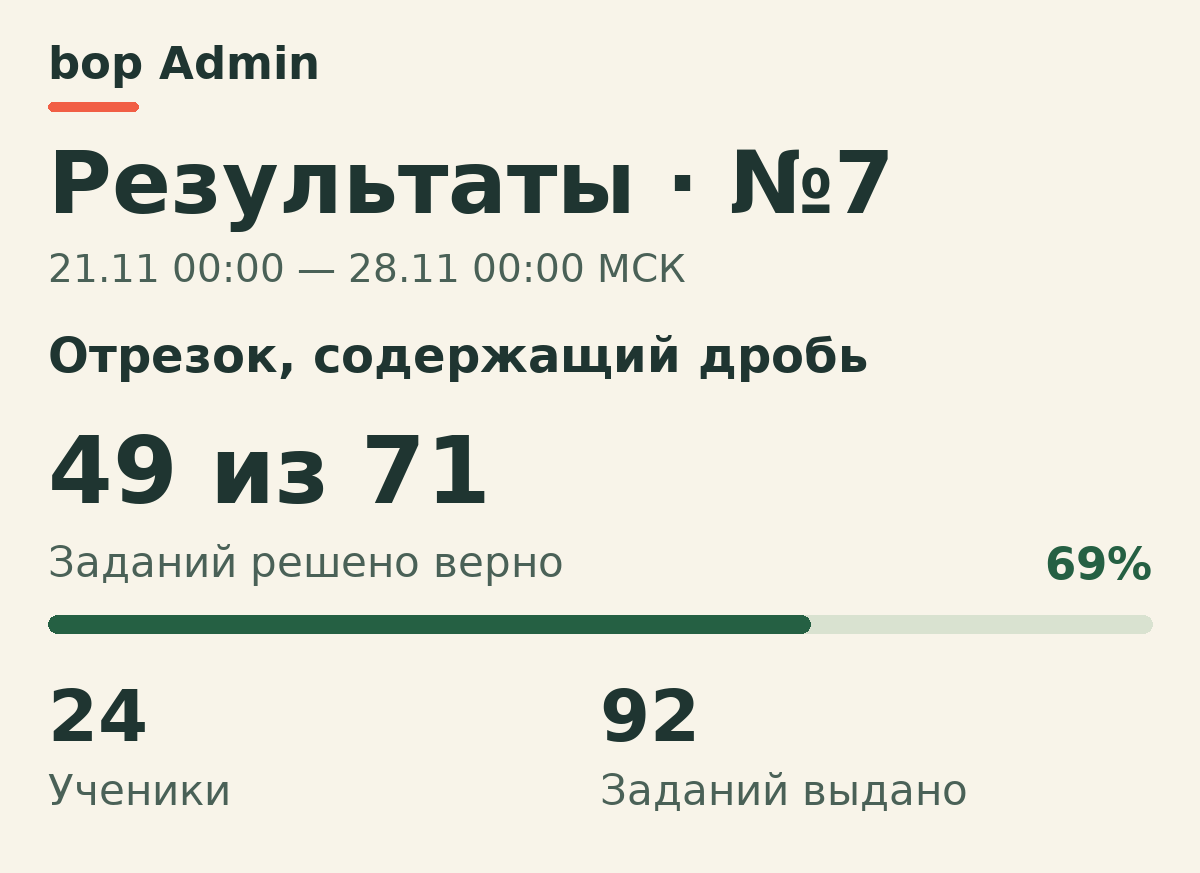 bop Admin
Результаты · №7
21.11 00:00 — 28.11 00:00 МСК
Отрезок, содержащий дробь
49 из 71
Заданий решено верно
69%
24
92
Ученики
Заданий выдано